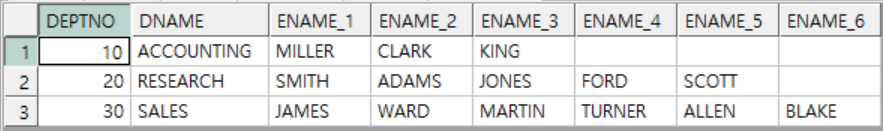 DEPTNO DNAME ENAME_1 ENAME_2 ENAME_3 ENAME_4 ENAME_5 ENAME_6
1 10 ACCOUNTING MILLER CLARK KING
2 20 RESEARCH SMITH ADAMS JONES FORD SCOTT
3 30 SALES JAMES WARD MARTIN TURNER ALLEN BLAKE